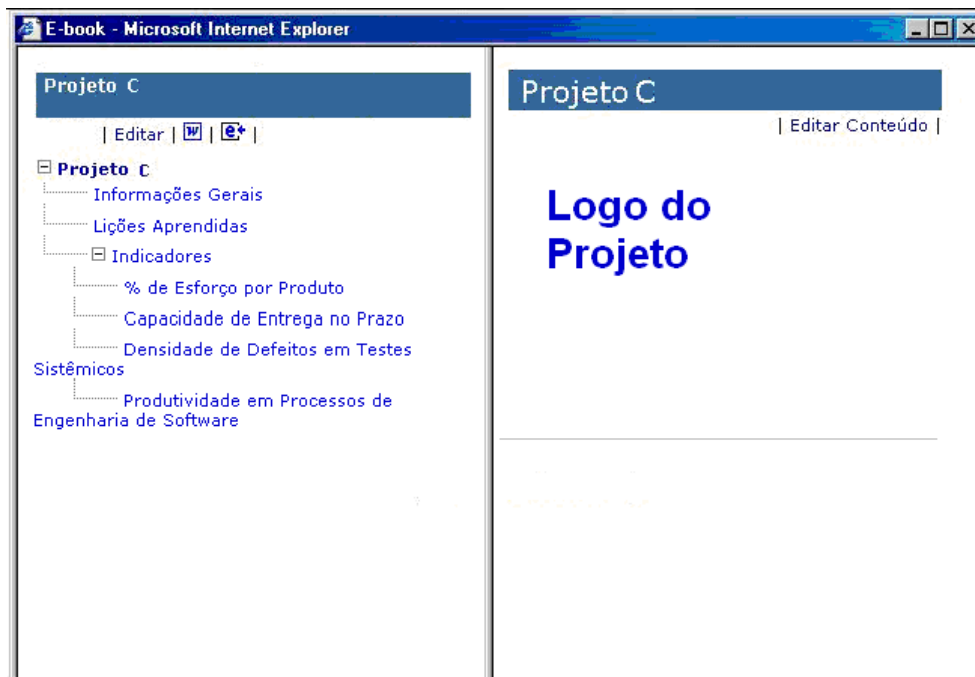 E-book - Microsoft Internet Explorer
Projeto C
| Editar | W | e |
Projeto C
Informações Gerais
Lições Aprendidas
Indicadores
% de Esforço por Produto
Capacidade de Entrega no Prazo
Densidade de Defeitos em Testes
Sistêmicos
Produtividade em Processos de
Engenharia de Software
Projeto C
| Editar Conteúdo |
Logo do
Projeto